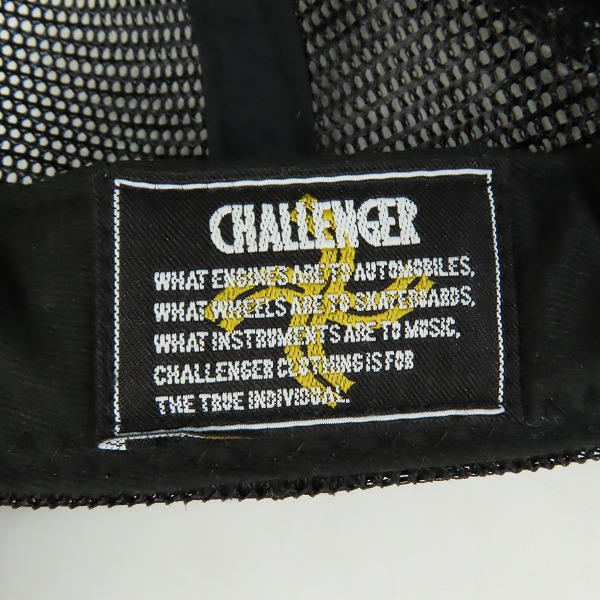 CHALLENGER
WHAT ENGINES ARE TO AUTOMOBILES,
WHAT WHEELS ARE TO SKATEBOARDS,
WHAT INSTRUMENTS ARE TO MUSIC,
CHALLENGER CLOTHING IS FOR
THE TRUE INDIVIDUAL.